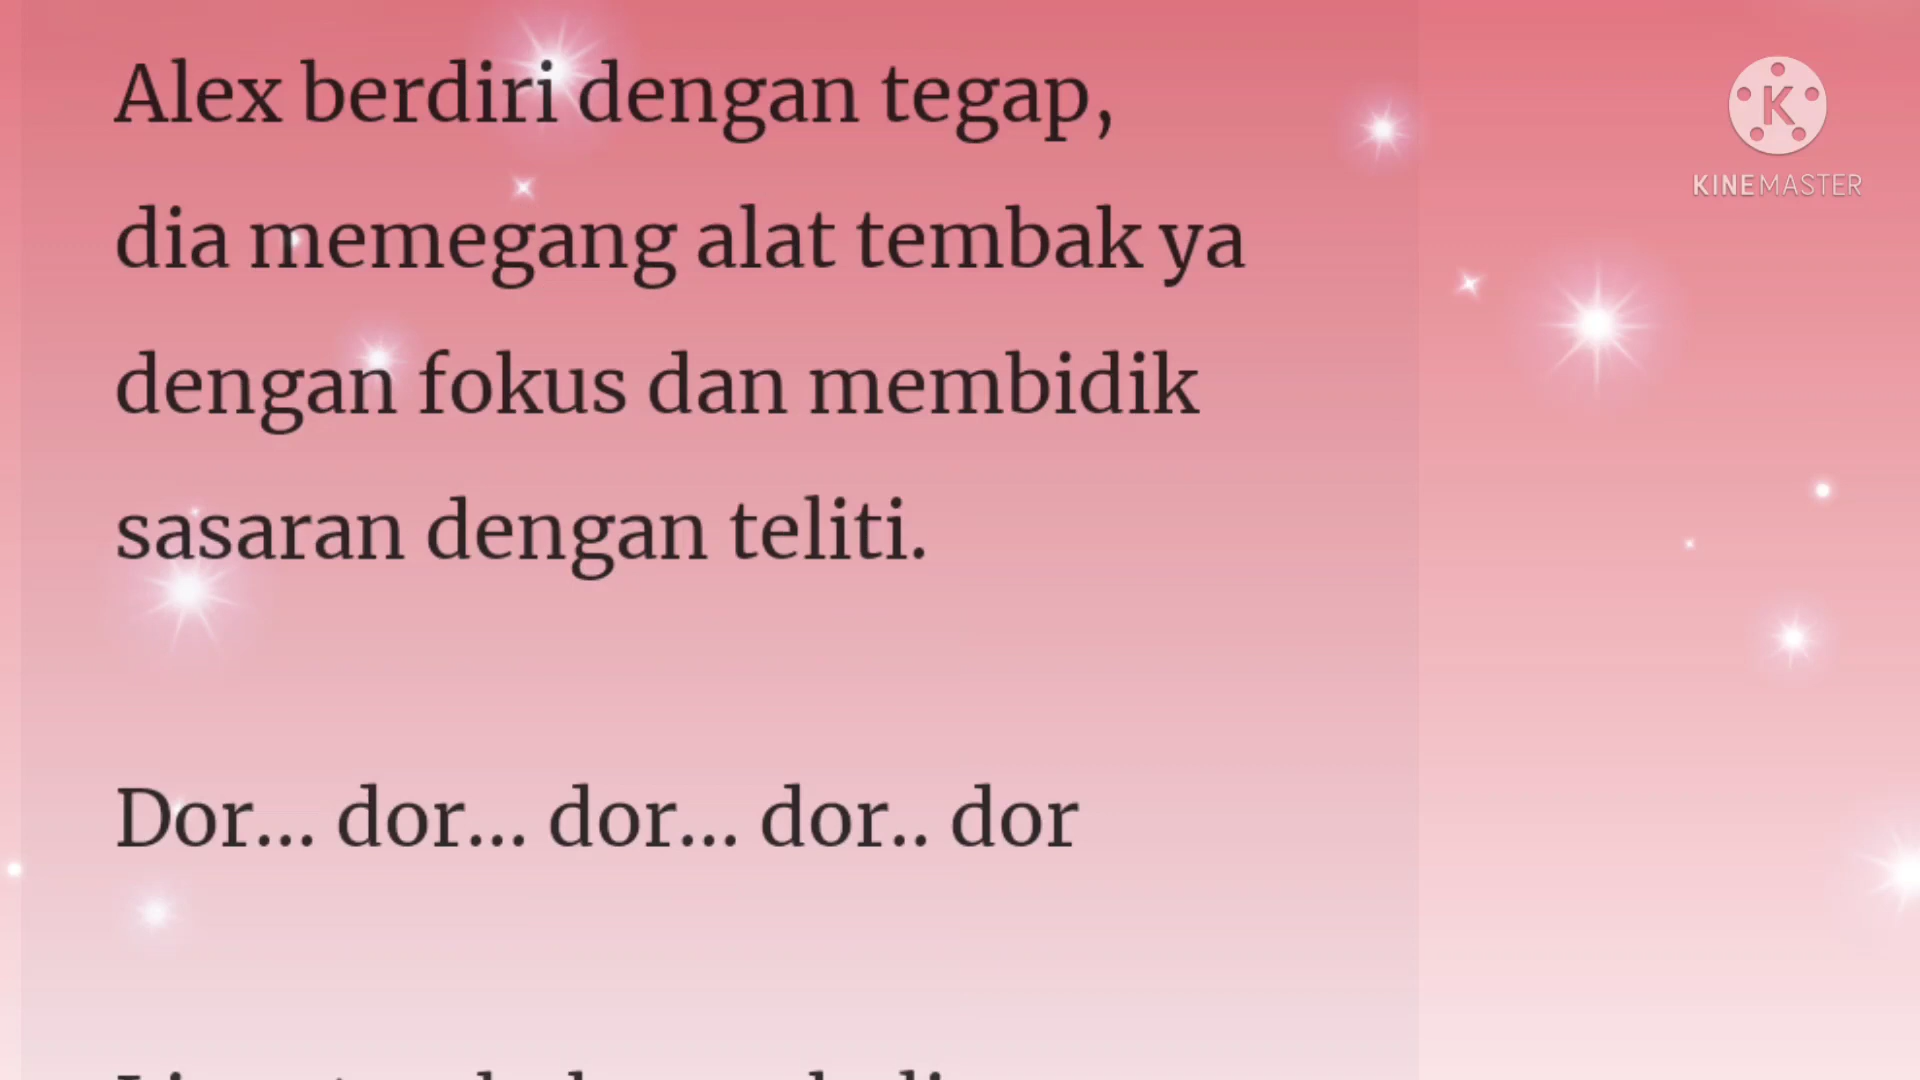 Alex berdiri dengan tegap,
dia memegang alat tembak ya
dengan fokus dan membidik
sasaran dengan teliti.
Dor... dor... dor... dor.. dor
KINEMASTER